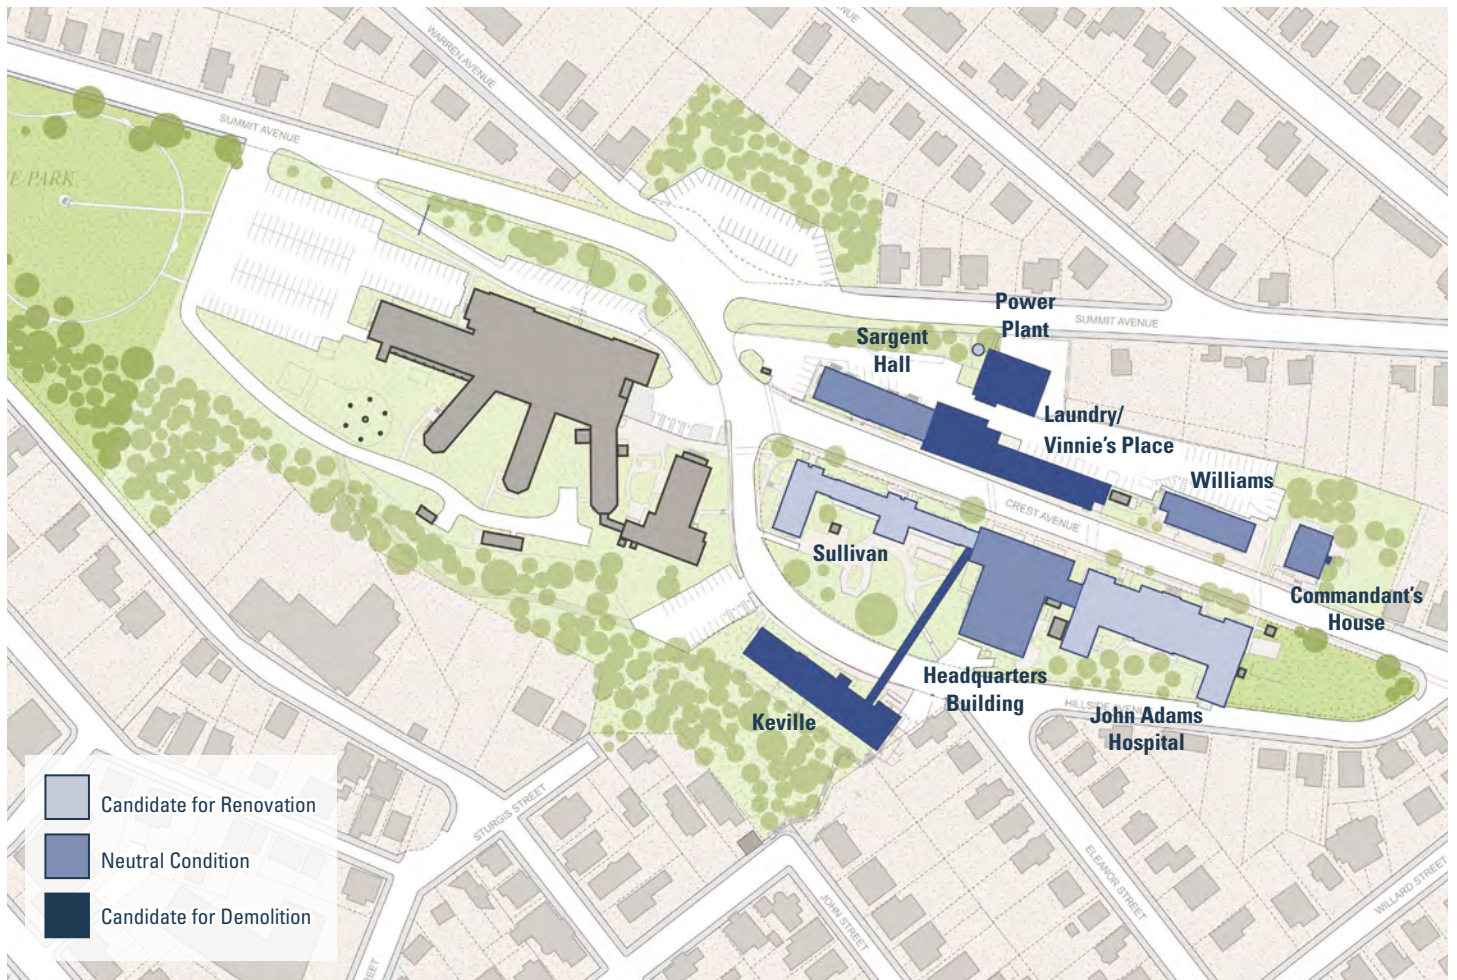 WARREN AVENUE
SUMMIT AVENUE
E PARK
Power
Plant
SUMMIT AVENUE
Sargent
Hall
Laundry/
Vinnie's Place
Williams
CREST AVENUE
Sullivan
Commandant's
House
Headquarters
Building
HILLSIDE AVENUE
John Adams
Hospital
Keville
Candidate for Renovation
Neutral Condition
Candidate for Demolition
STURGIS STREET
JOHN STREET
ELEANOR STREET
WILLARD STREET